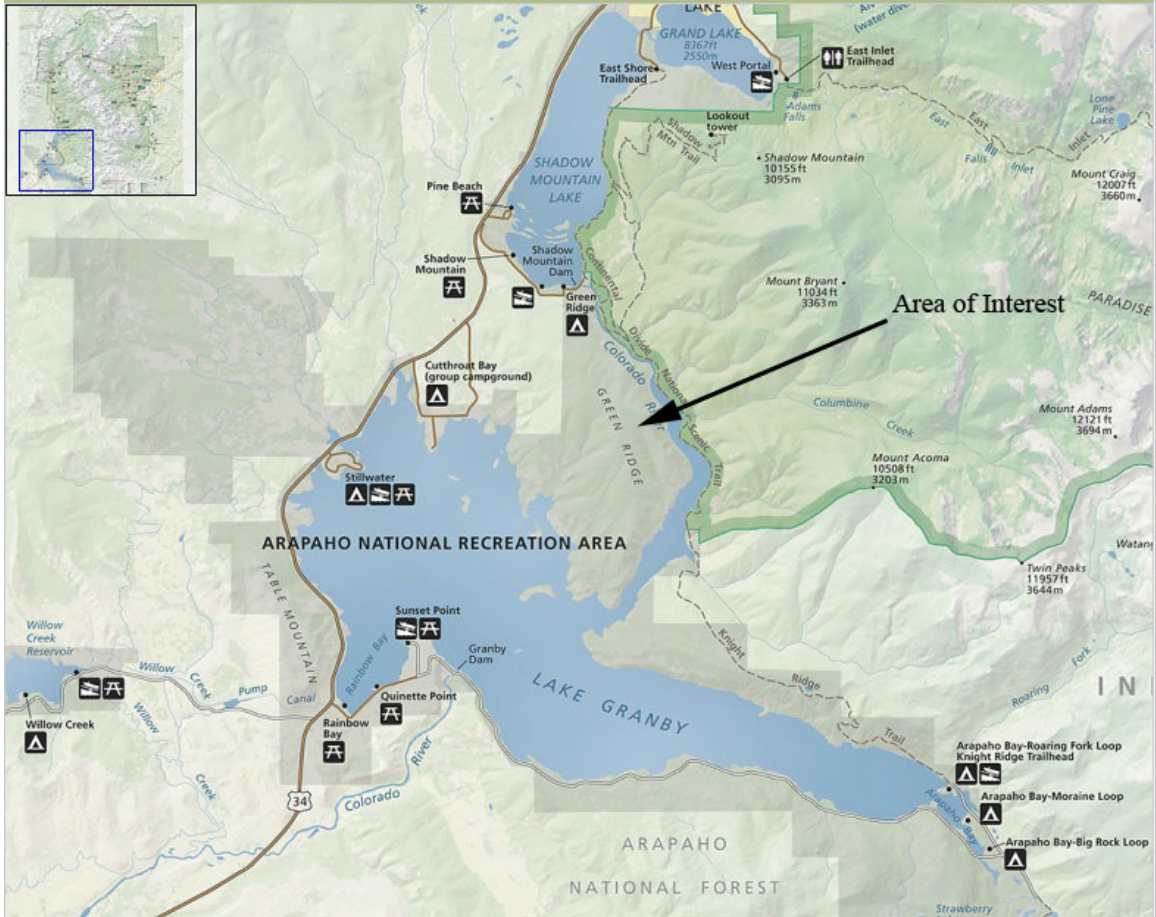 LAKE
GRAND LAKE
8367ft
2550m
(water div
ek
East Shore
Trailhead
West Portal
East Inlet
Trailhead
Adams
Falls
Lookout
tower
Shadow
Mtn Trail
East
Falls
Inlet
East
Inlet
Lone
Pine
Lake
Shadow Mountain
10155ft
3095m
Mount Craig
12007ft
3660m
SHADOW
MOUNTAIN
LAKE
Pine Beach
Shadow
Mountain
Shadow
Mountain
Dam
Green
Ridge
Continental
Divide
National
Scenic
Trail
Mount Bryant
11034ft
3363m
PARADISE
Area of Interest
Colorado
River
GREEN RIDGE
Cutthroat Bay
(group campground)
Columbine
Creek
Mount Adams
12121ft
3694m
Mount Acoma
10508ft
3203m
Stillwater
ARAPAHO NATIONAL RECREATION AREA
TABLE MOUNTAIN
Twin Peaks
11957ft
3644m
Watan
Willow
Creek
Reservoir
Sunset Point
Rainbow Bay
Granby
Dam
Knight
Ridge
Trail
Roaring
Fork
IN
Willow
Creek
Pump
Canal
Willow
Creek
Willow Creek
LAKE GRANBY
Quinette Point
Rainbow
Bay
Creek
34
Colorado
River
Arapaho Bay-Roaring Fork Loop
Knight Ridge Trailhead
Arapaho Bay
Arapaho Bay-Moraine Loop
Arapaho Bay-Big Rock Loop
ARAPAHO
NATIONAL FOREST
Strawberry